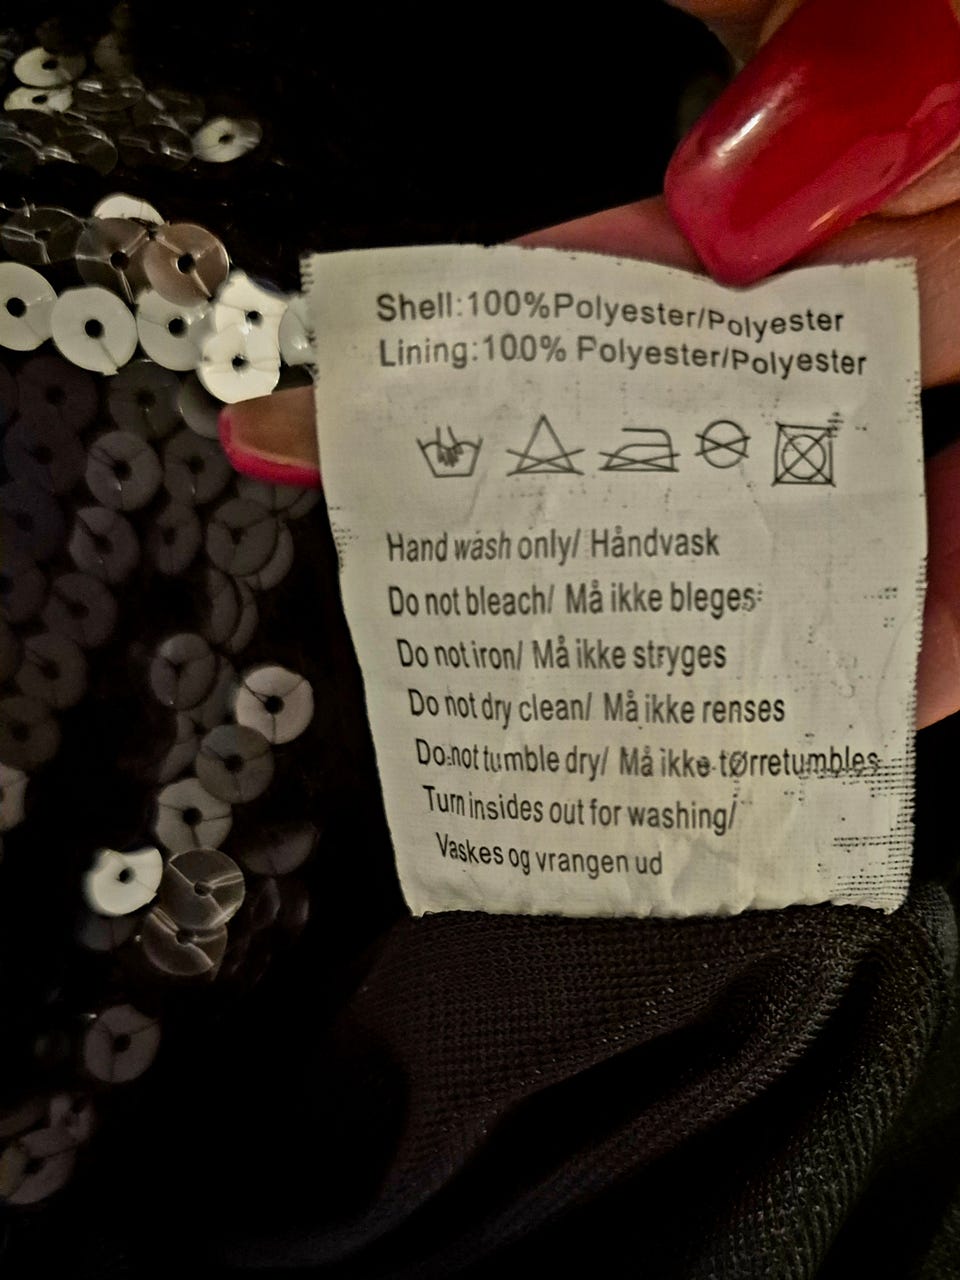 Shell:100%Polyester/Polyester
Lining:100% Polyester/Polyester
Hand wash only/ Håndvask
Do not bleach/ Må ikke bleges
Do not iron/ Må ikke stryges
Do not dry clean/ Må ikke renses
Do not tumble dry/ Må ikke tørretumbles
Turn insides out for washing/
Vaskes og vrangen ud